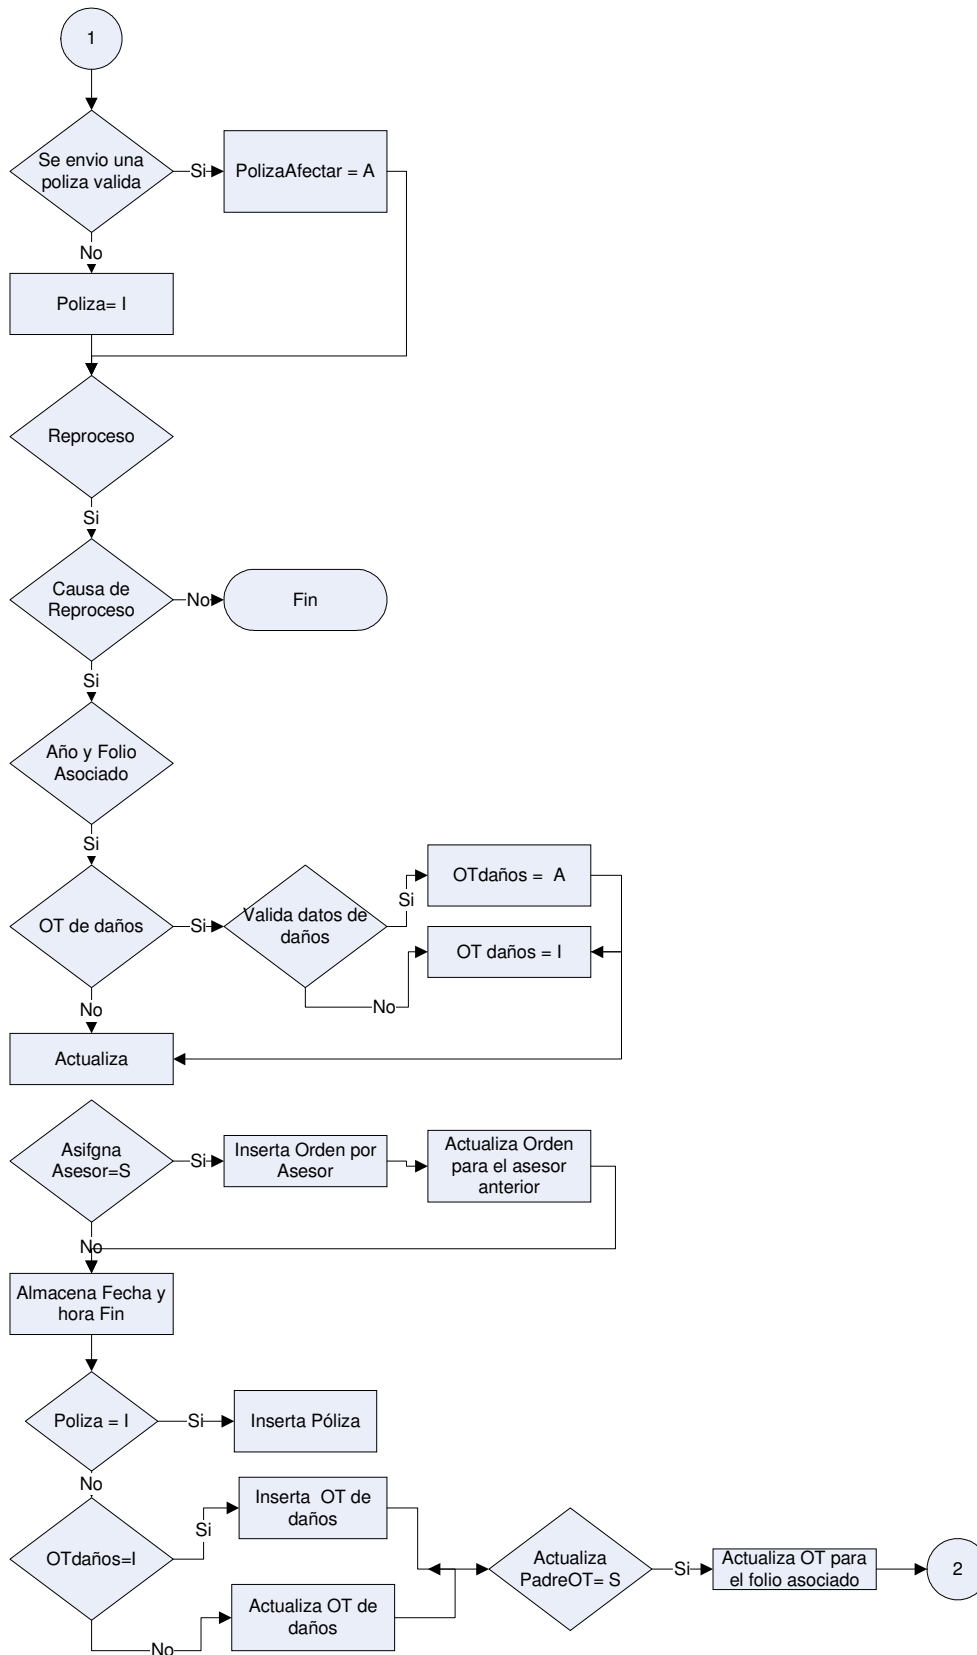 1
Se envio una
poliza valida
Si
PolizaAfectar = A
No
Poliza= I
Reproceso
Si
Causa de
Reproceso
No
Fin
Si
Año y Folio
Asociado
Si
OT de daños
Si
Valida datos de
daños
Si
OTdaños =  A
OT daños = I
No
No
Actualiza
Asifgna
Asesor=S
Si
Inserta Orden por
Asesor
Actualiza Orden
para el asesor
anterior
No
Almacena Fecha y
hora Fin
Poliza = I
Si
Inserta Póliza
No
OTdaños=I
Si
Inserta  OT de
daños
No
Actualiza OT de
daños
Actualiza
PadreOT= S
Si
Actualiza OT para
el folio asociado
2